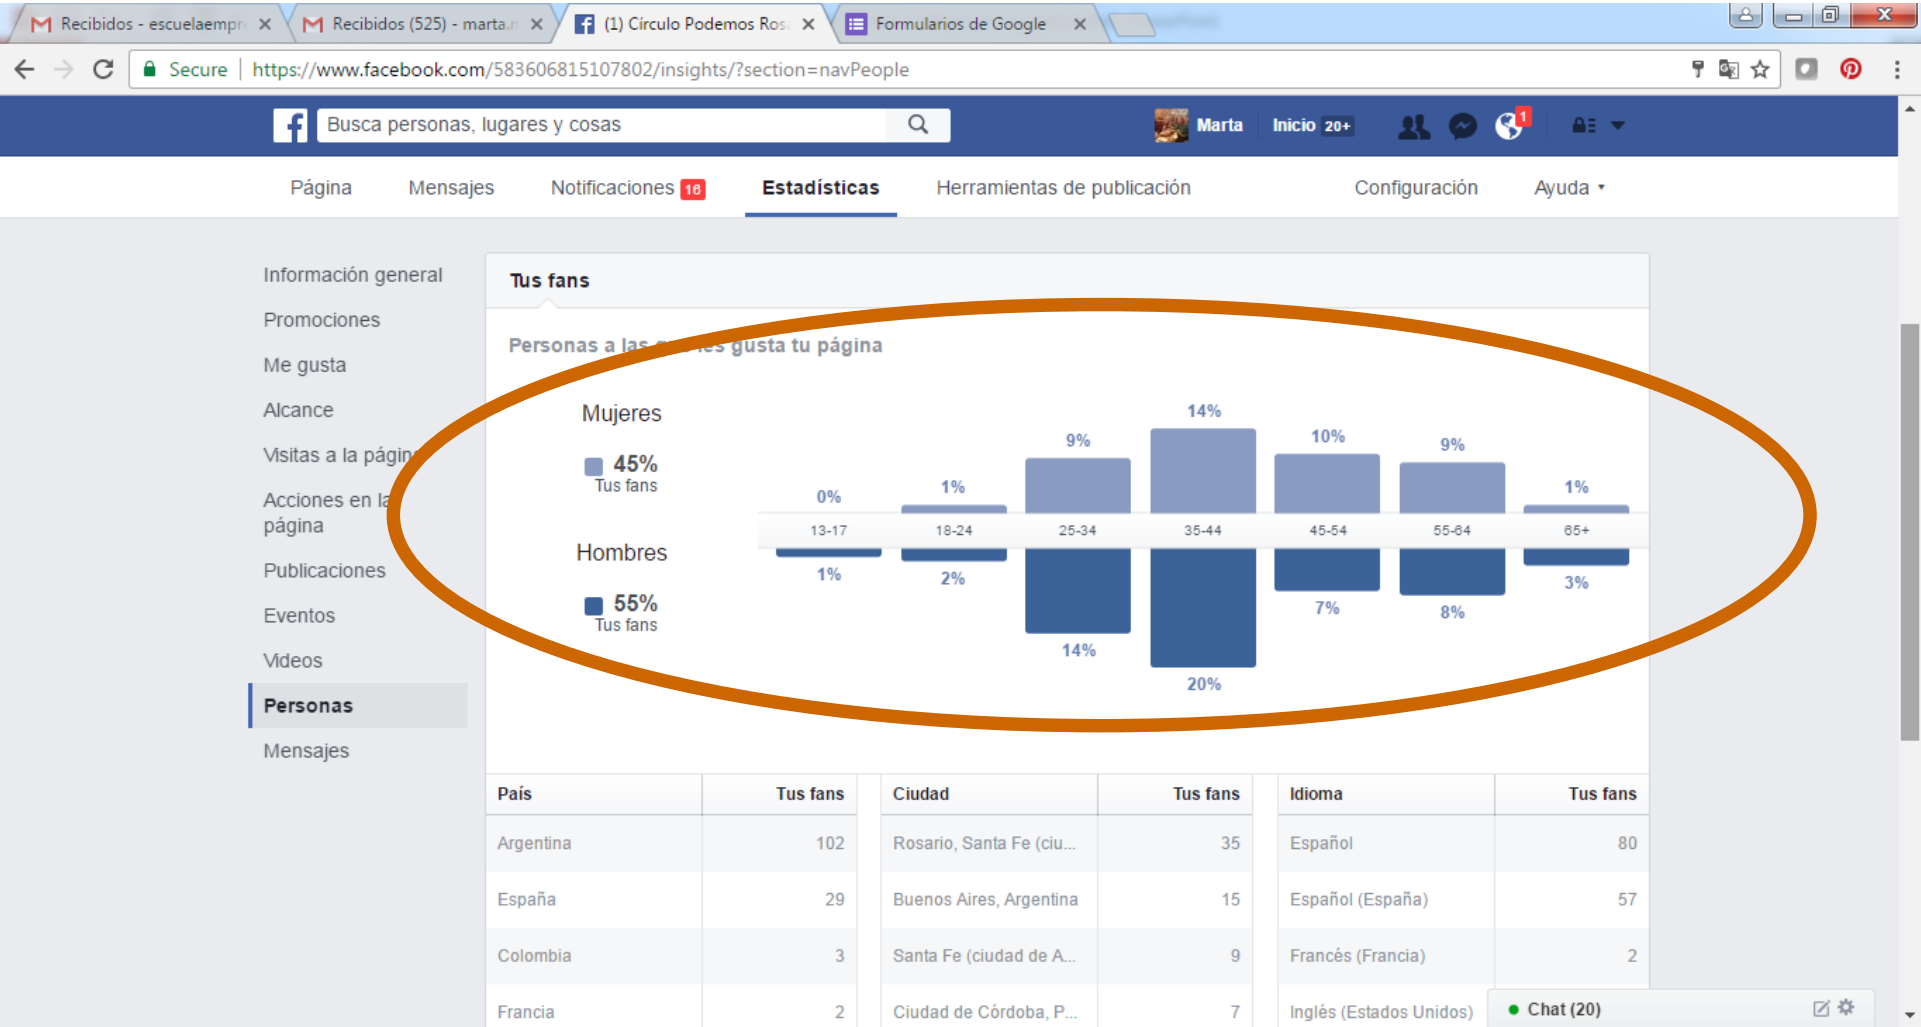 Recibidos - escuelaempr
Recibidos (525) - marta.n
(1) Círculo Podemos Ros
Formularios de Google
Secure | https://www.facebook.com/583606815107802/insights/?section=navPeople
Busca personas, lugares y cosas
Marta
Inicio 20+
1
Página
Mensajes
Notificaciones 16
Estadísticas
Herramientas de publicación
Configuración
Ayuda
Información general
Promociones
Me gusta
Alcance
Visitas a la págin
Acciones en la
página
Publicaciones
Eventos
Videos
Personas
Mensajes
Tus fans
Personas a las que les gusta tu página
Mujeres
45%
Tus fans
Hombres
55%
Tus fans
0% 1% 9% 14% 10% 9% 1%
13-17 18-24 25-34 35-44 45-54 55-64 65+
1% 2% 14% 20% 7% 8% 3%
País Tus fans Ciudad Tus fans Idioma Tus fans
Argentina 102 Rosario, Santa Fe (ciu... 35 Español 80
España 29 Buenos Aires, Argentina 15 Español (España) 57
Colombia 3 Santa Fe (ciudad de A... 9 Francés (Francia) 2
Francia 2 Ciudad de Córdoba, P... 7 Inglés (Estados Unidos)
Chat (20)